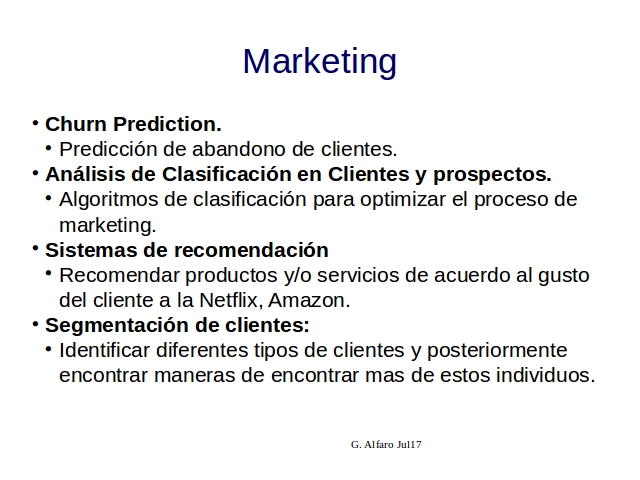 Marketing
• Churn Prediction.
• Predicción de abandono de clientes.
• Análisis de Clasificación en Clientes y prospectos.
• Algoritmos de clasificación para optimizar el proceso de
marketing.
• Sistemas de recomendación
• Recomendar productos y/o servicios de acuerdo al gusto
del cliente a la Netflix, Amazon.
• Segmentación de clientes:
• Identificar diferentes tipos de clientes y posteriormente
encontrar maneras de encontrar mas de estos individuos.
G. Alfaro Jul17